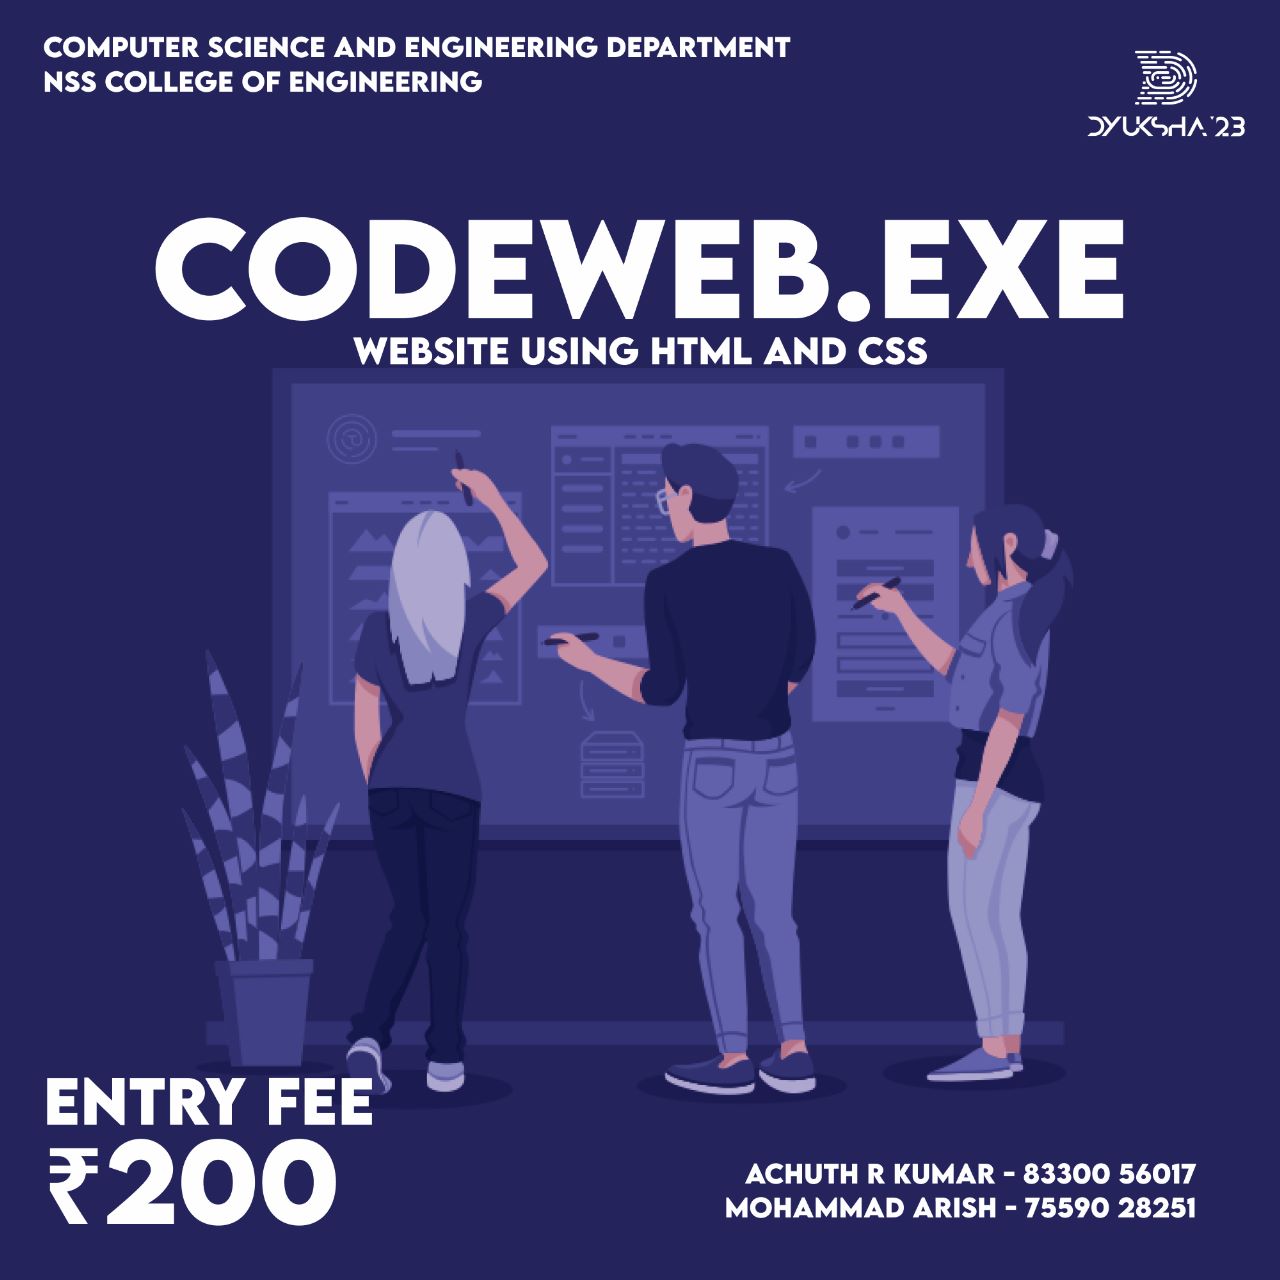 COMPUTER SCIENCE AND ENGINEERING DEPARTMENT
NSS COLLEGE OF ENGINEERING
DYUKSHA'23
CODEWEB.EXE
WEBSITE USING HTML AND CSS
ENTRY FEE
₹200
ACHUTH R KUMAR - 83300 56017
MOHAMMAD ARISH - 75590 28251